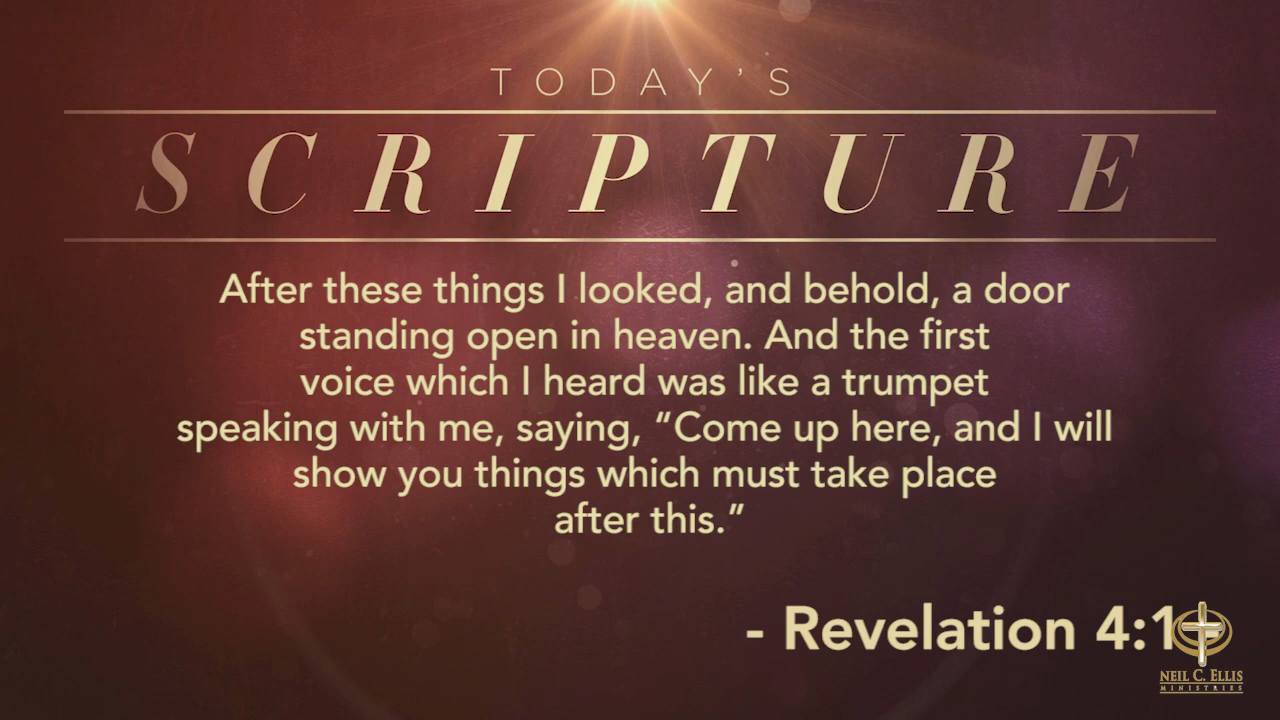 TODAY'S
SCRIPTURE
After these things I looked, and behold, a door
standing open in heaven. And the first
voice which I heard was like a trumpet
speaking with me, saying, “Come up here, and I will
show you things which must take place
after this.”
- Revelation 4:1
NEIL C. ELLIS
MINISTRIES